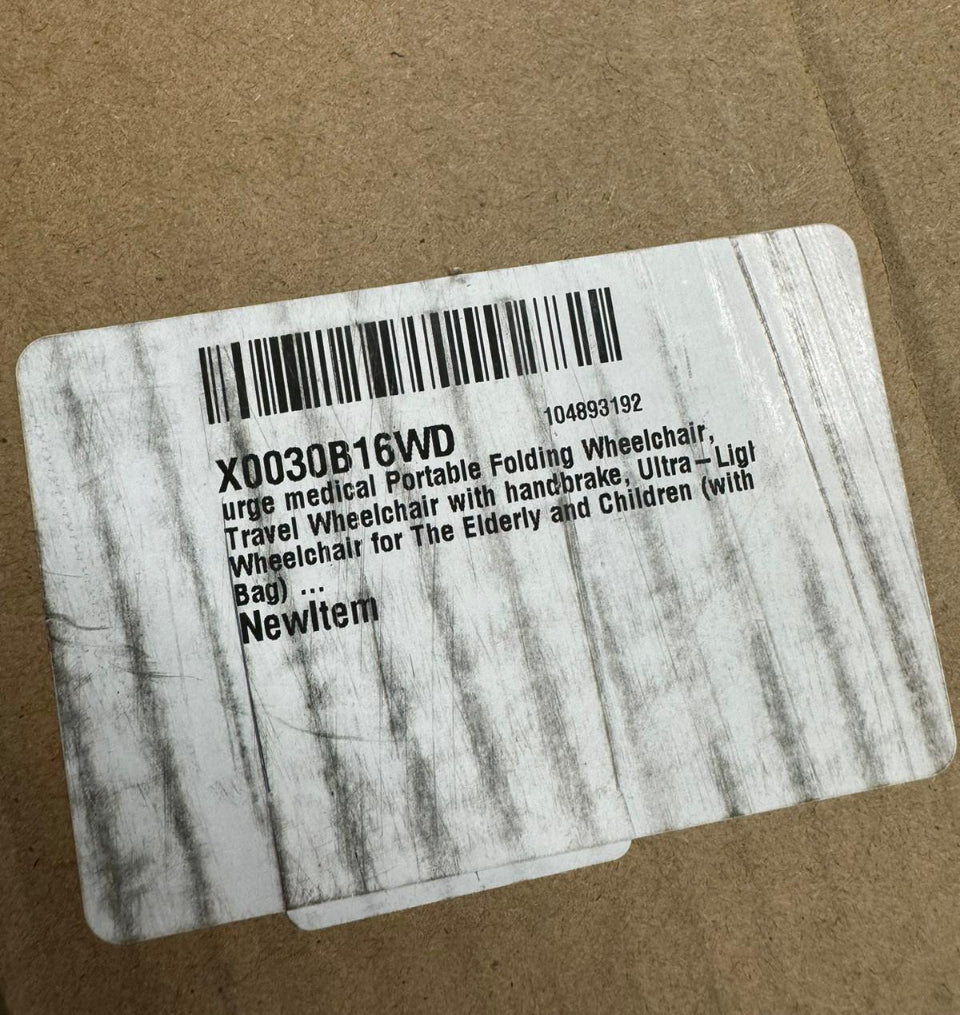 104893192
X0030B16WD
urge medical Portable Folding Wheelchair,
Travel Wheelchair with handbrake, Ultra-Ligh
Wheelchair for The Elderly and Children (with
Bag) ...
NewItem